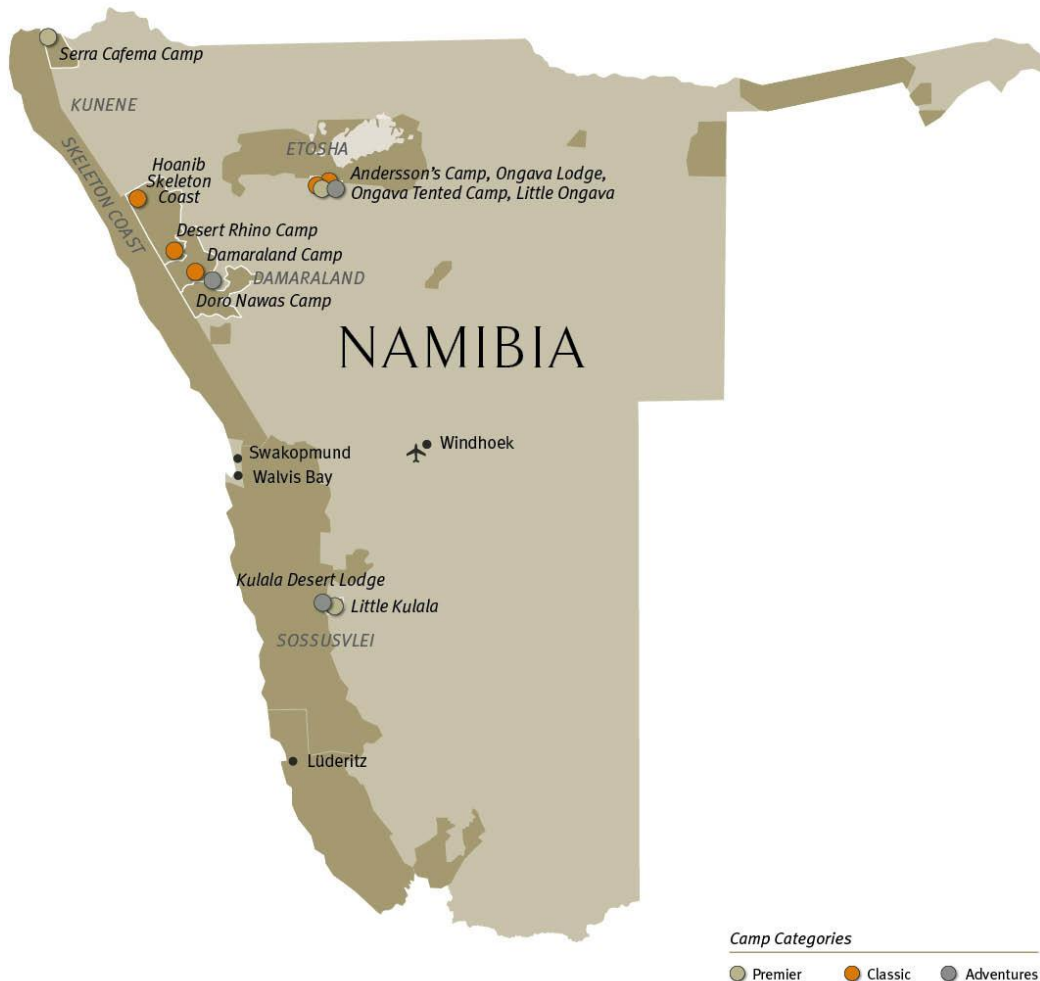 Serra Cafema Camp
KUNENE
SKELETON COAST
ETOSHA
Hoanib
Skeleton
Coast
Andersson's Camp, Ongava Lodge,
Ongava Tented Camp, Little Ongava
Desert Rhino Camp
Damaraland Camp
DAMARALAND
Doro Nawas Camp
NAMIBIA
Windhoek
Swakopmund
Walvis Bay
Kulala Desert Lodge
Little Kulala
SOSSUSVLEI
Lüderitz
Camp Categories
Premier Classic Adventures